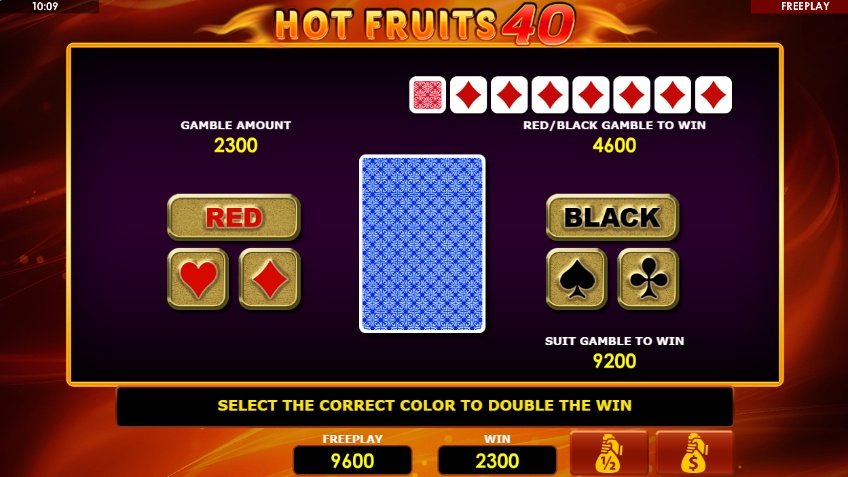 10:09
FREEPLAY
HOT FRUITS 40
GAMBLE AMOUNT
2300
RED/BLACK GAMBLE TO WIN
4600
RED
BLACK
SUIT GAMBLE TO WIN
9200
SELECT THE CORRECT COLOR TO DOUBLE THE WIN
FREEPLAY
9600
WIN
2300
½
$